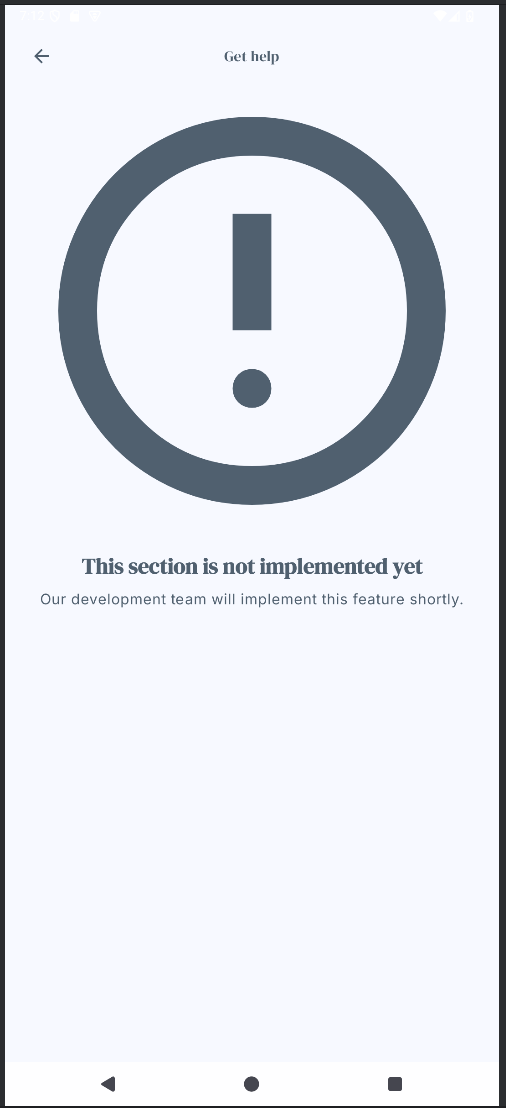 Get help
This section is not implemented yet
Our development team will implement this feature shortly.